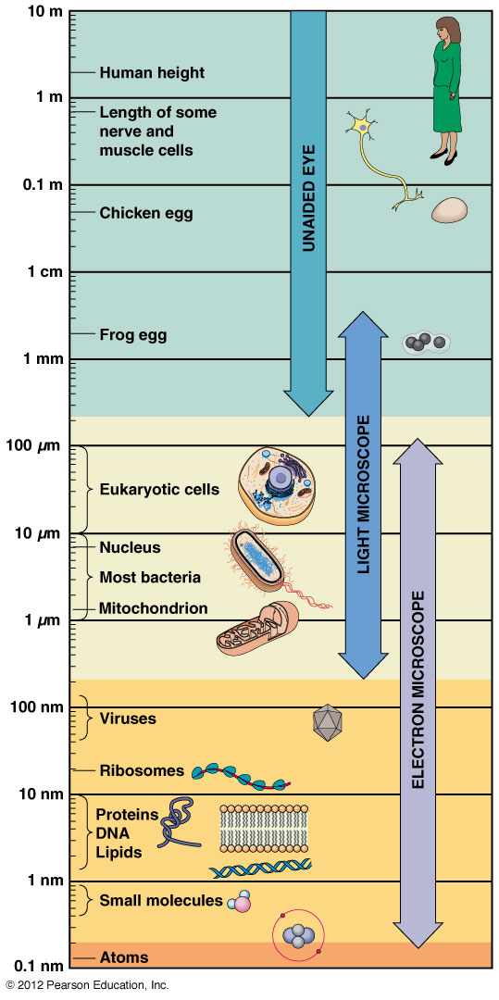 10 m
Human height
1 m
Length of some
nerve and
muscle cells
0.1 m
Chicken egg
UNAIDED EYE
1 cm
Frog egg
1 mm
100 µm
Eukaryotic cells
LIGHT MICROSCOPE
10 µm
Nucleus
Most bacteria
Mitochondrion
1 µm
ELECTRON MICROSCOPE
100 nm
Viruses
Ribosomes
10 nm
Proteins
DNA
Lipids
1 nm
Small molecules
Atoms
0.1 nm
© 2012 Pearson Education, Inc.